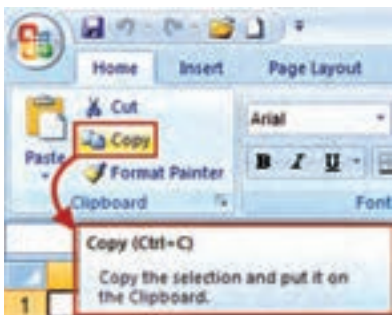 Home Insert Page Layout
Cut
Copy
Paste
Format Painter
Arial
B I U
Clipboard
Font
Copy (Ctrl+C)
Copy the selection and put it on
the Clipboard.
1